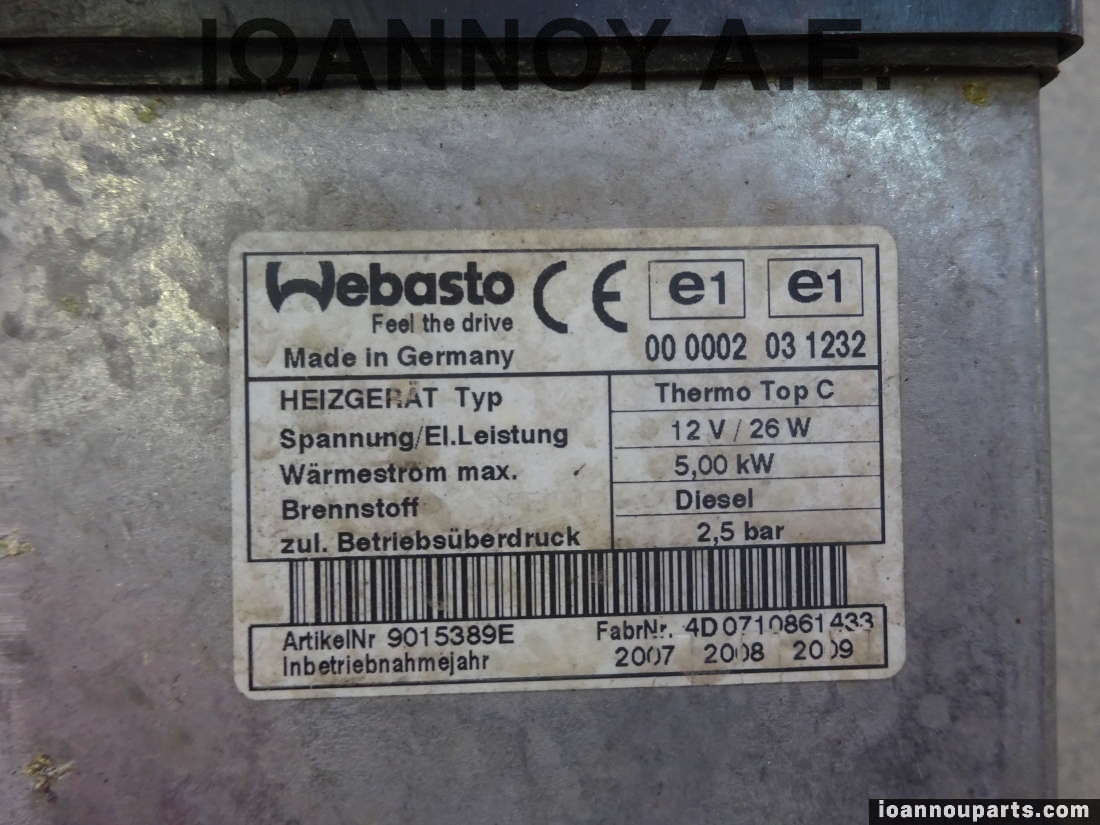 ΙΩΑΝΝΟΥ Α.Ε.
Webasto CE e1 e1
Feel the drive
Made in Germany 00 0002 03 1232
HEIZGERÄT Typ Thermo Top C
Spannung/El.Leistung 12 V / 26 W
Wärmestrom max. 5,00 kW
Brennstoff Diesel
zul. Betriebsüberdruck 2,5 bar
ArtikelNr 9015389E FabrNr. 4D0710861433
Inbetriebnahmejahr 2007 2008 2009
ioannouparts.com